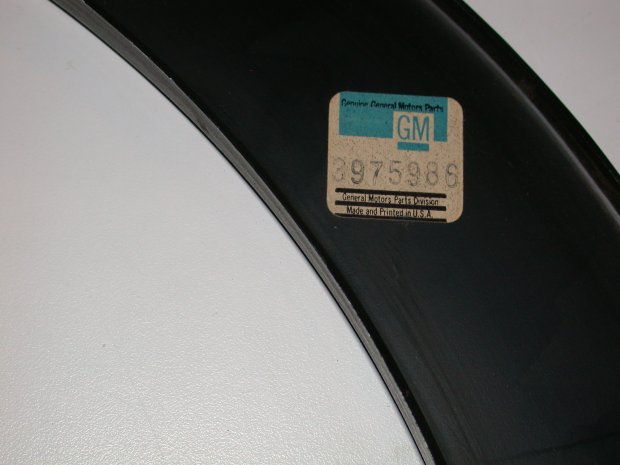 Genuine General Motors Parts
GM
3975986
General Motors Parts Division
Made and Printed in U.S.A.